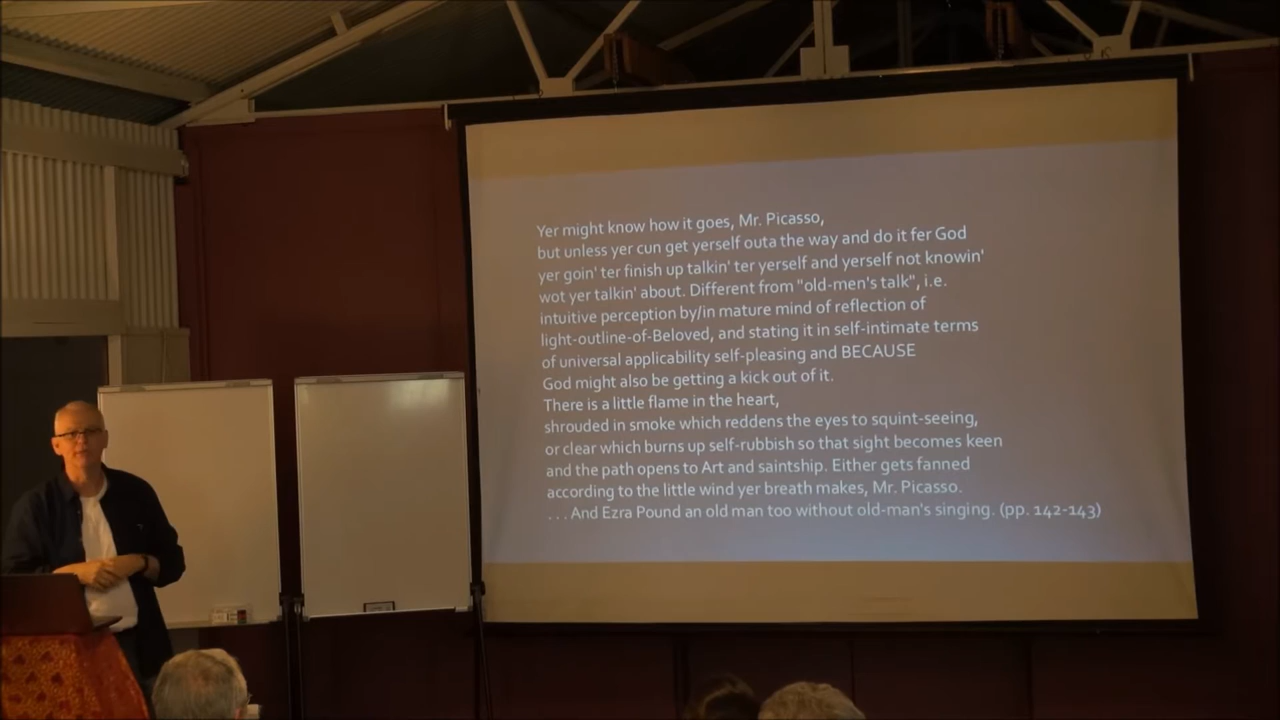 Yer might know how it goes, Mr. Picasso,
but unless yer cun get yerself outa the way and do it fer God
yer goin' ter finish up talkin' ter yerself and yerself not knowin'
wot yer talkin' about. Different from "old-men's talk", i.e.
intuitive perception by/in mature mind of reflection of
light-outline-of-Beloved, and stating it in self-intimate terms
of universal applicability self-pleasing and BECAUSE
God might also be getting a kick out of it.
There is a little flame in the heart,
shrouded in smoke which reddens the eyes to squint-seeing,
or clear which burns up self-rubbish so that sight becomes keen
and the path opens to Art and saintship. Either gets fanned
according to the little wind yer breath makes, Mr. Picasso.
. . . And Ezra Pound an old man too without old-man's singing. (pp. 142-143)